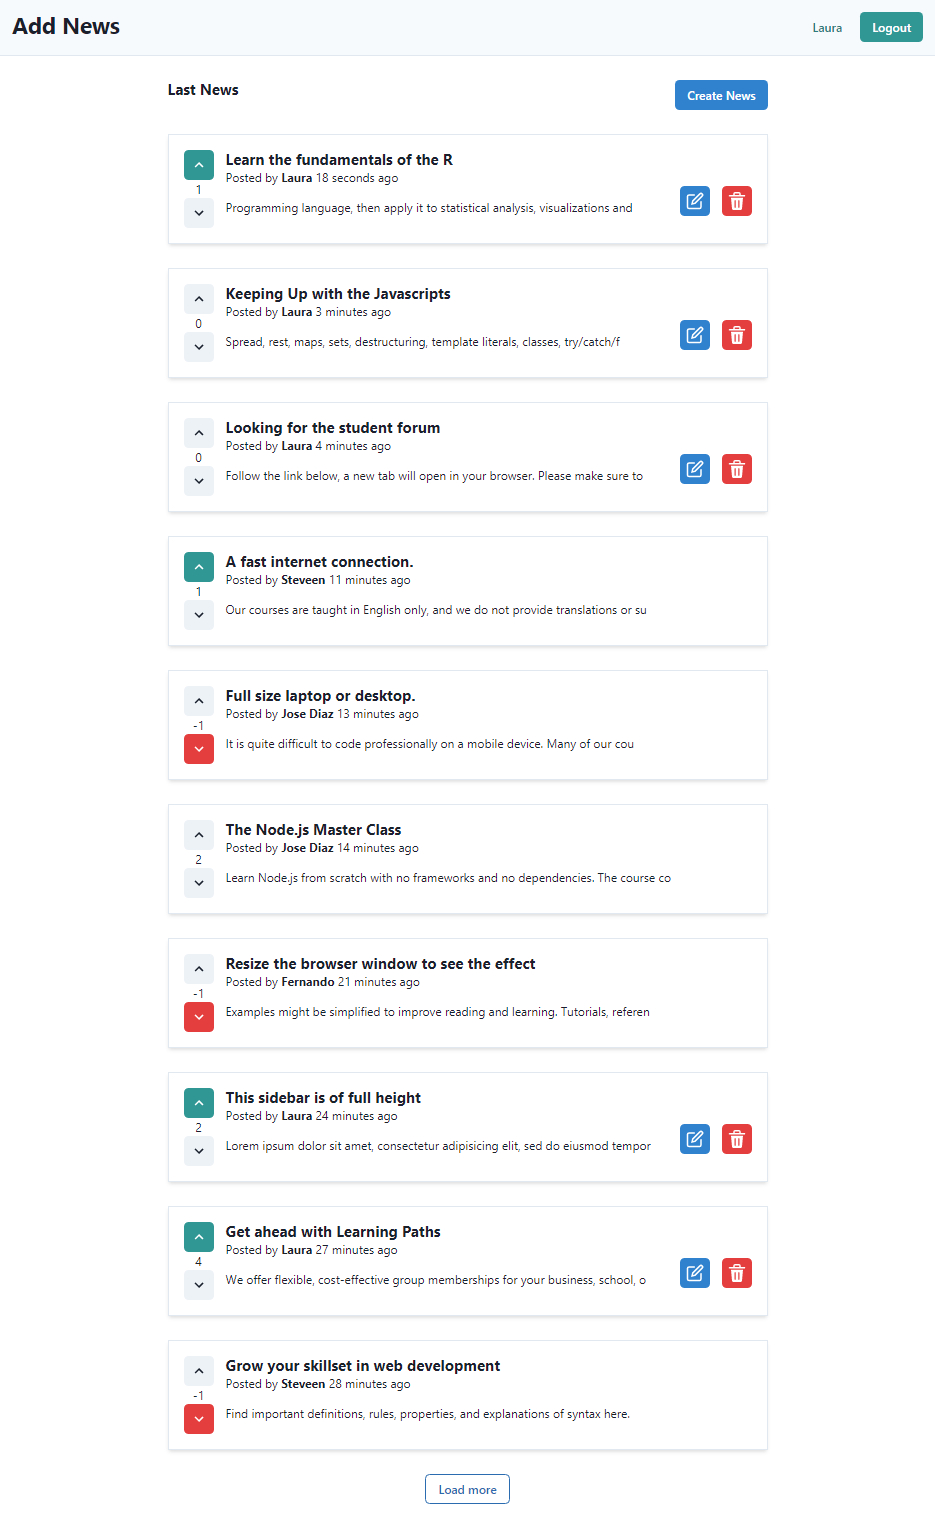 Add News
Laura
Logout
Last News
Create News
Learn the fundamentals of the R
Posted by Laura 18 seconds ago
1
Programming language, then apply it to statistical analysis, visualizations and
Keeping Up with the Javascripts
Posted by Laura 3 minutes ago
0
Spread, rest, maps, sets, destructuring, template literals, classes, try/catch/f
Looking for the student forum
Posted by Laura 4 minutes ago
0
Follow the link below, a new tab will open in your browser. Please make sure to
A fast internet connection.
Posted by Steveen 11 minutes ago
1
Our courses are taught in English only, and we do not provide translations or su
Full size laptop or desktop.
Posted by Jose Diaz 13 minutes ago
-1
It is quite difficult to code professionally on a mobile device. Many of our cou
The Node.js Master Class
Posted by Jose Diaz 14 minutes ago
2
Learn Node.js from scratch with no frameworks and no dependencies. The course co
Resize the browser window to see the effect
Posted by Fernando 21 minutes ago
-1
Examples might be simplified to improve reading and learning. Tutorials, referen
This sidebar is of full height
Posted by Laura 24 minutes ago
2
Lorem ipsum dolor sit amet, consectetur adipisicing elit, sed do eiusmod tempor
Get ahead with Learning Paths
Posted by Laura 27 minutes ago
4
We offer flexible, cost-effective group memberships for your business, school, o
Grow your skillset in web development
Posted by Steveen 28 minutes ago
-1
Find important definitions, rules, properties, and explanations of syntax here.
Load more